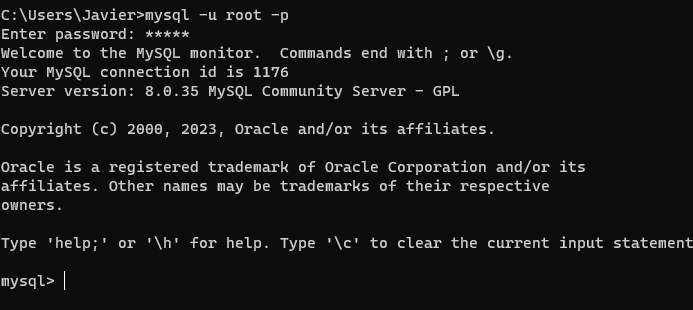 C:\Users\Javier>mysql -u root -p
Enter password: *****
Welcome to the MySQL monitor.  Commands end with ; or \g.
Your MySQL connection id is 1176
Server version: 8.0.35 MySQL Community Server - GPL
Copyright (c) 2000, 2023, Oracle and/or its affiliates.
Oracle is a registered trademark of Oracle Corporation and/or its
affiliates. Other names may be trademarks of their respective
owners.
Type 'help;' or '\h' for help. Type '\c' to clear the current input statement
mysql>